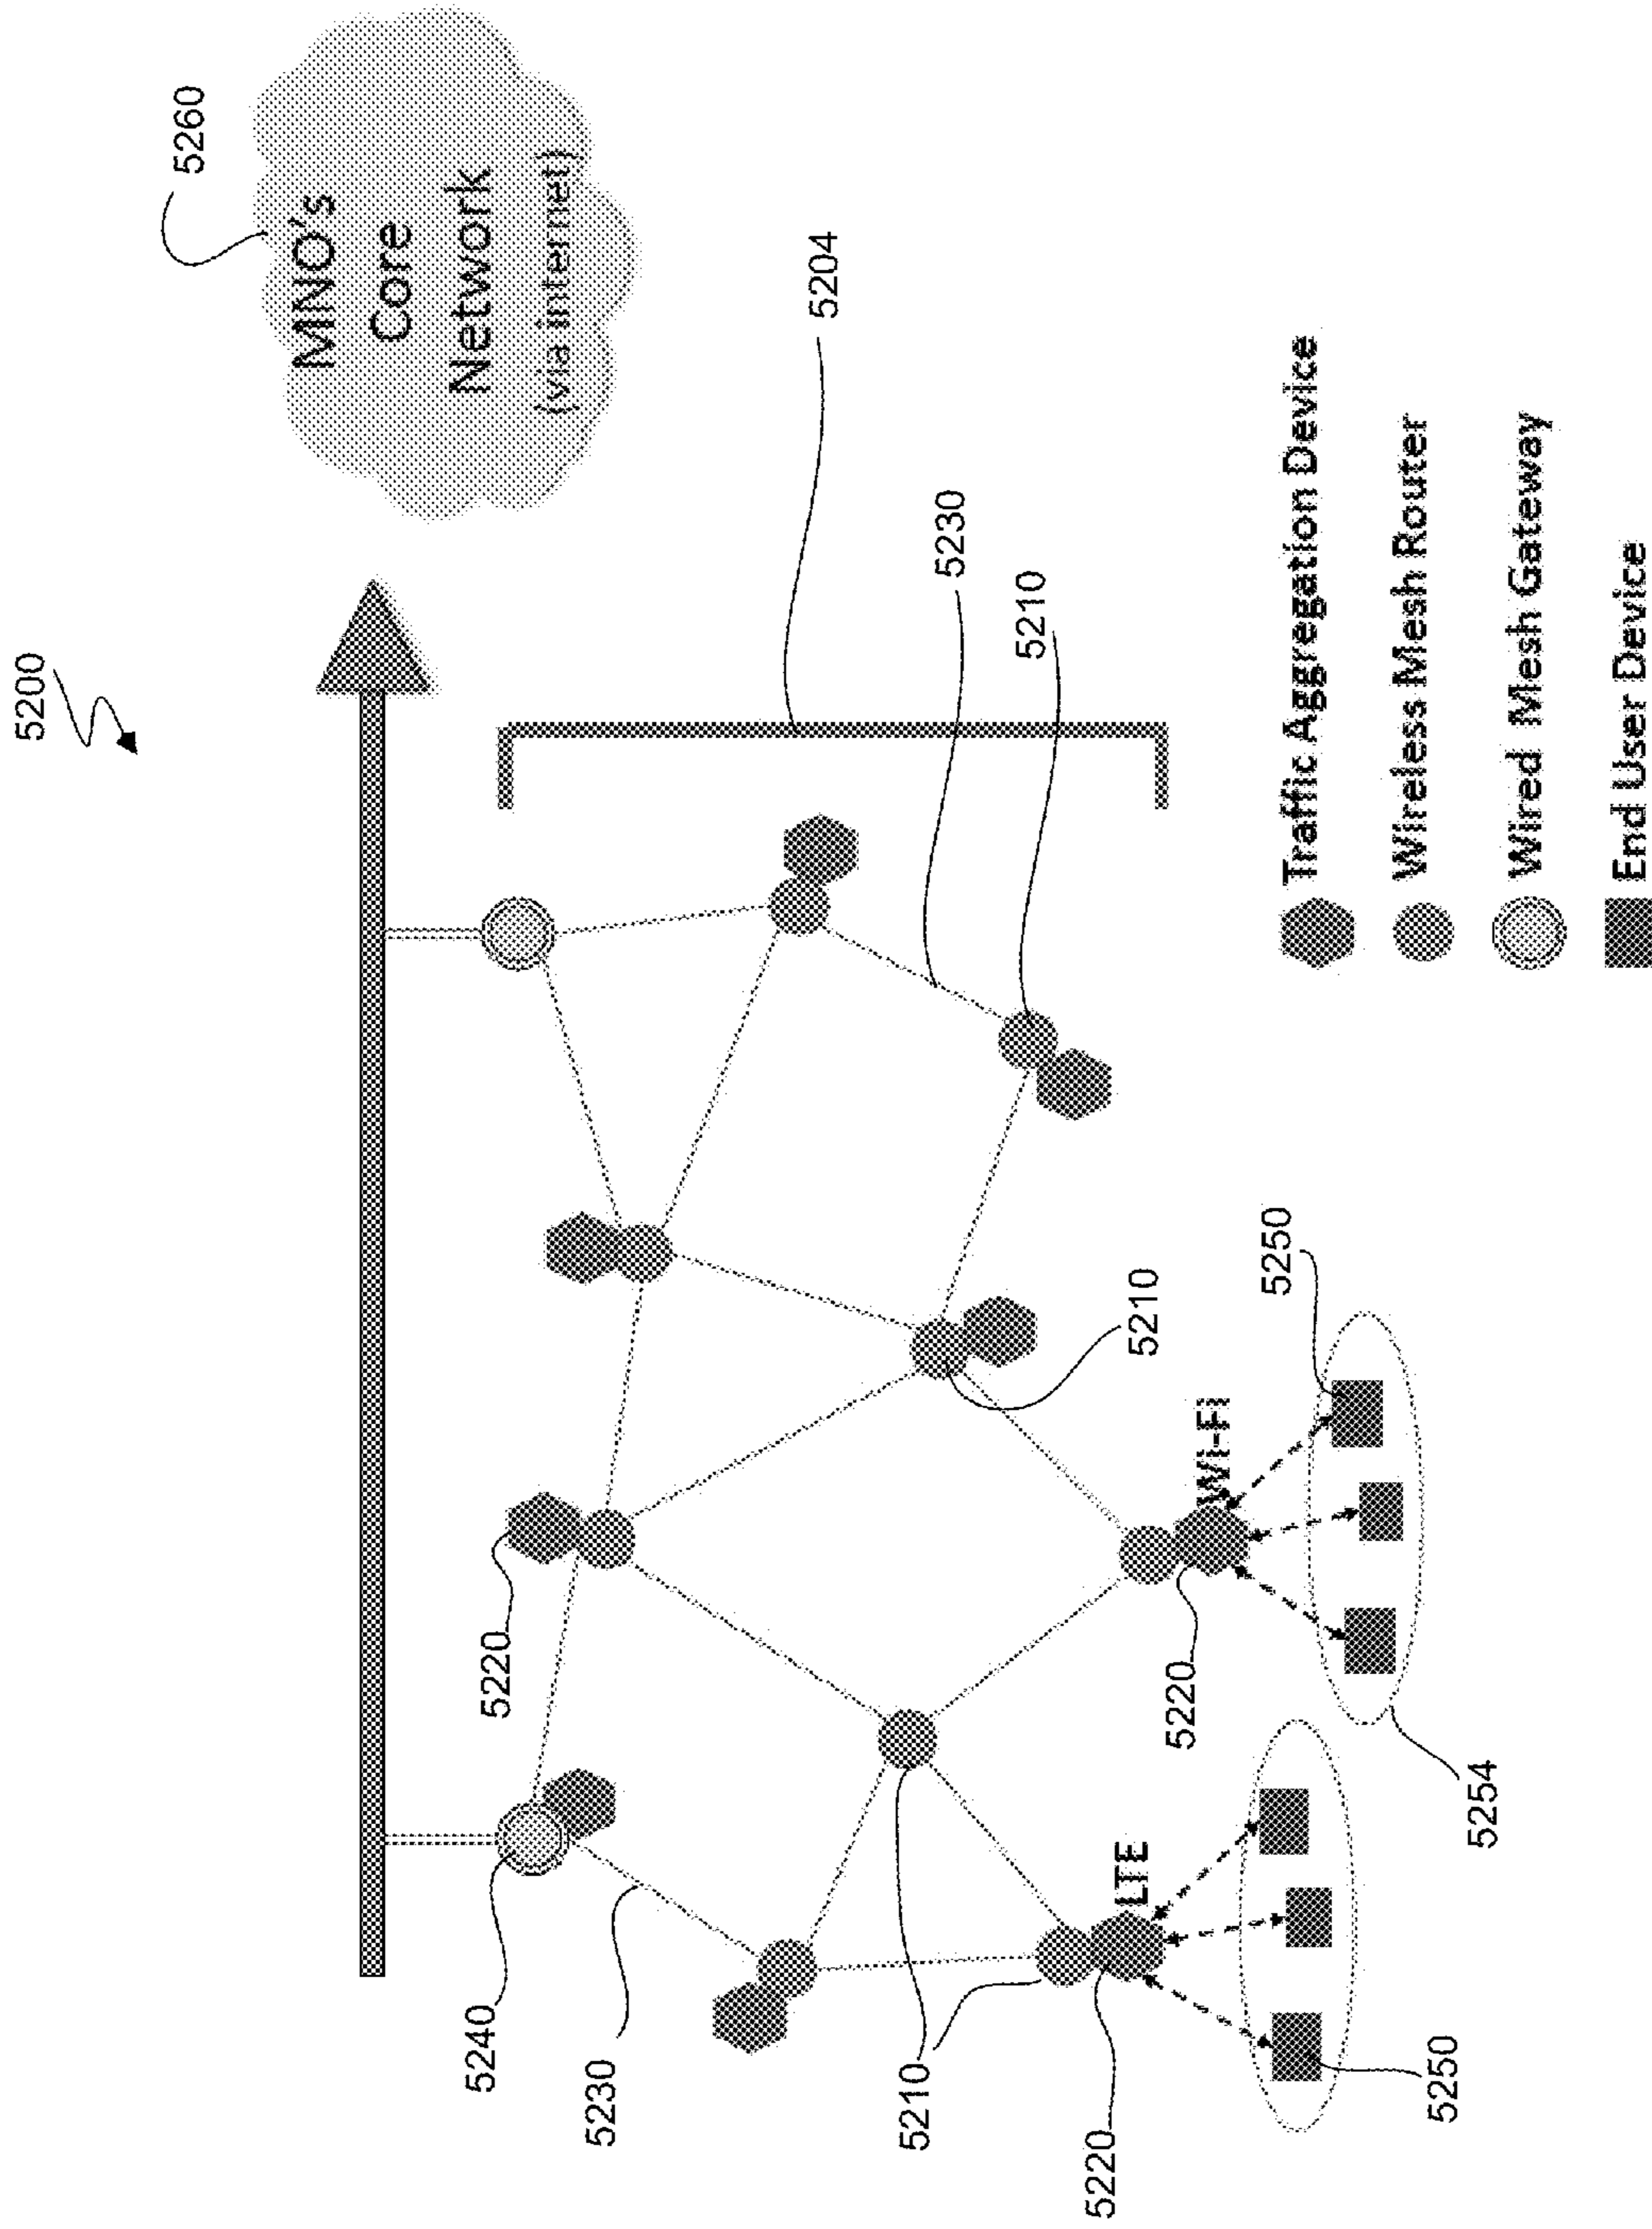 5200
5260
MNO's
Core
Network
(via internet)
5240
5220
5204
5230
5230
5210
5210
5210
5220
LTE
5220
Wi-Fi
5250
5250
5254
Traffic Aggregation Device
Wireless Mesh Router
Wired Mesh Gateway
End User Device